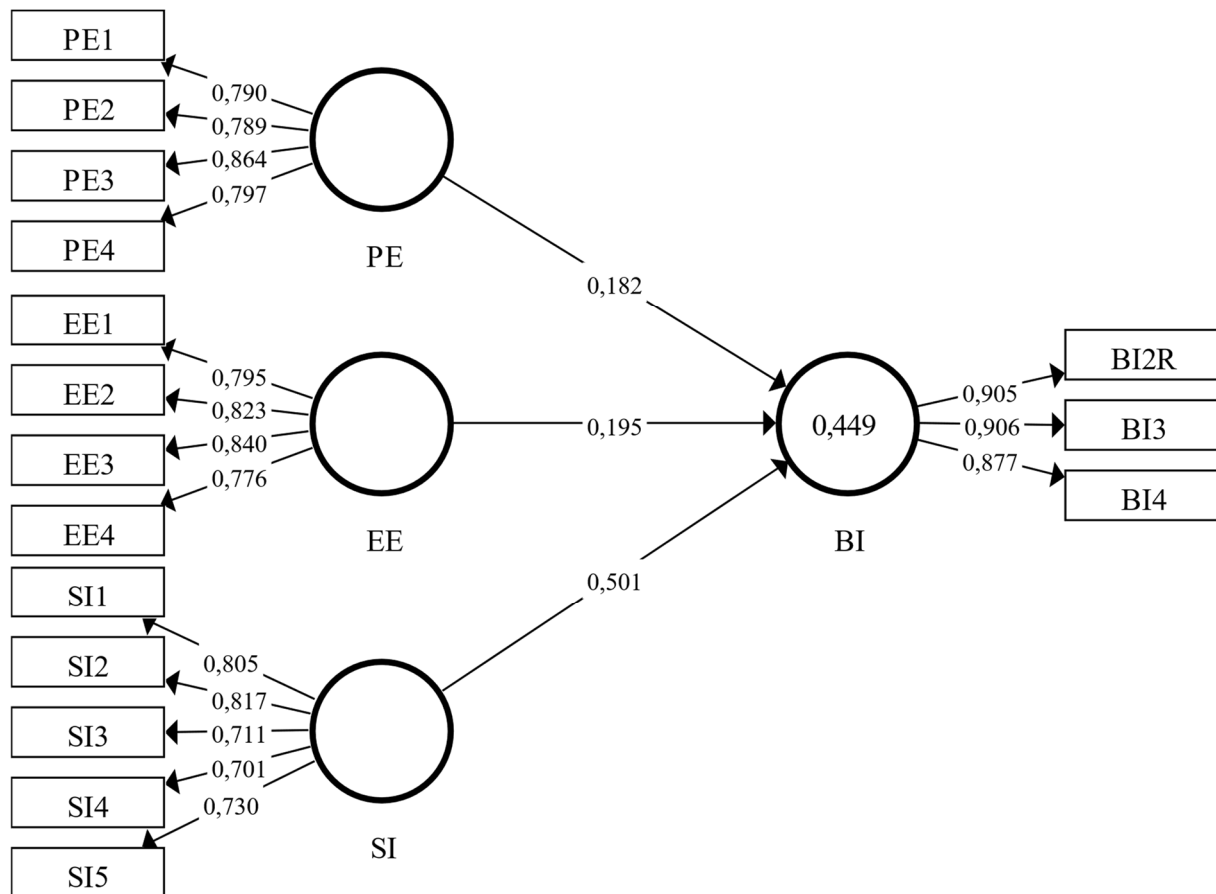 PE1
PE2
PE3
PE4
0,790
0,789
0,864
0,797
PE
EE1
EE2
EE3
EE4
0,795
0,823
0,840
0,776
EE
SI1
SI2
SI3
SI4
SI5
0,805
0,817
0,711
0,701
0,730
SI
0,182
0,195
0,501
0,449
BI
0,905
0,906
0,877
BI2R
BI3
BI4